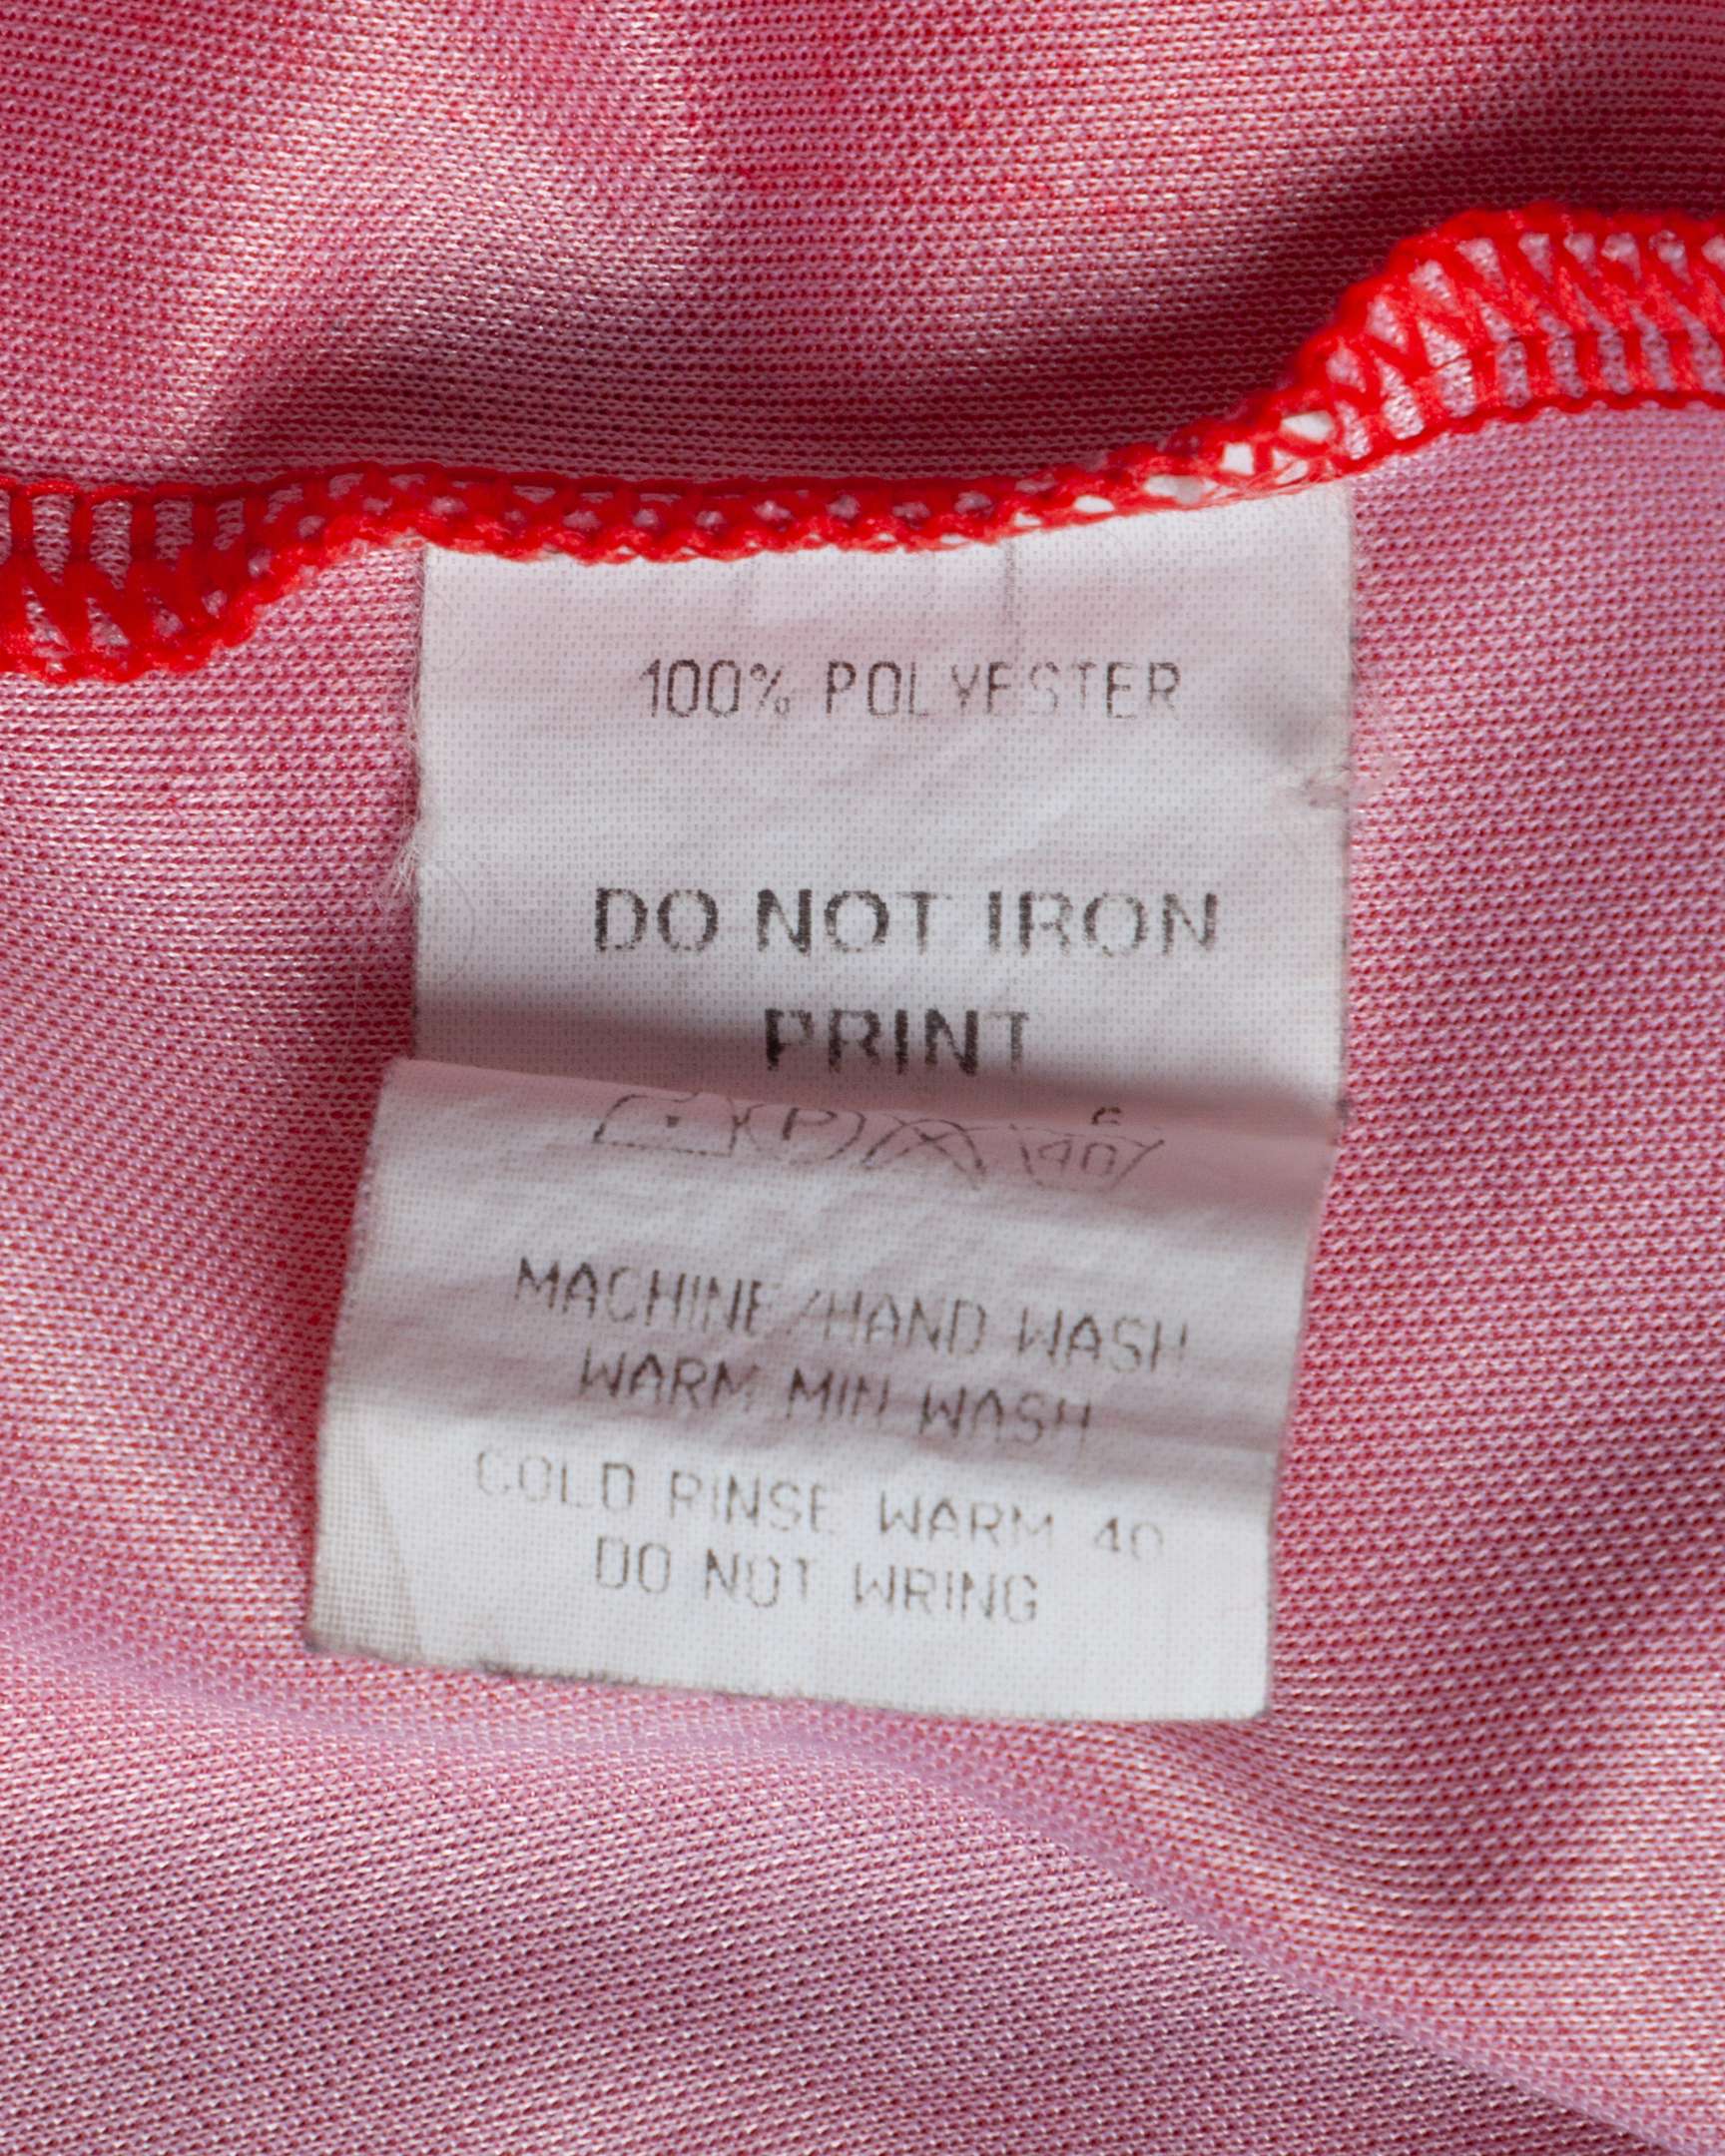 100% POLYESTER
DO NOT IRON
PRINT
P 40
MACHINE/HAND WASH
WARM MIN WASH
COLD RINSE WARM 40
DO NOT WRING